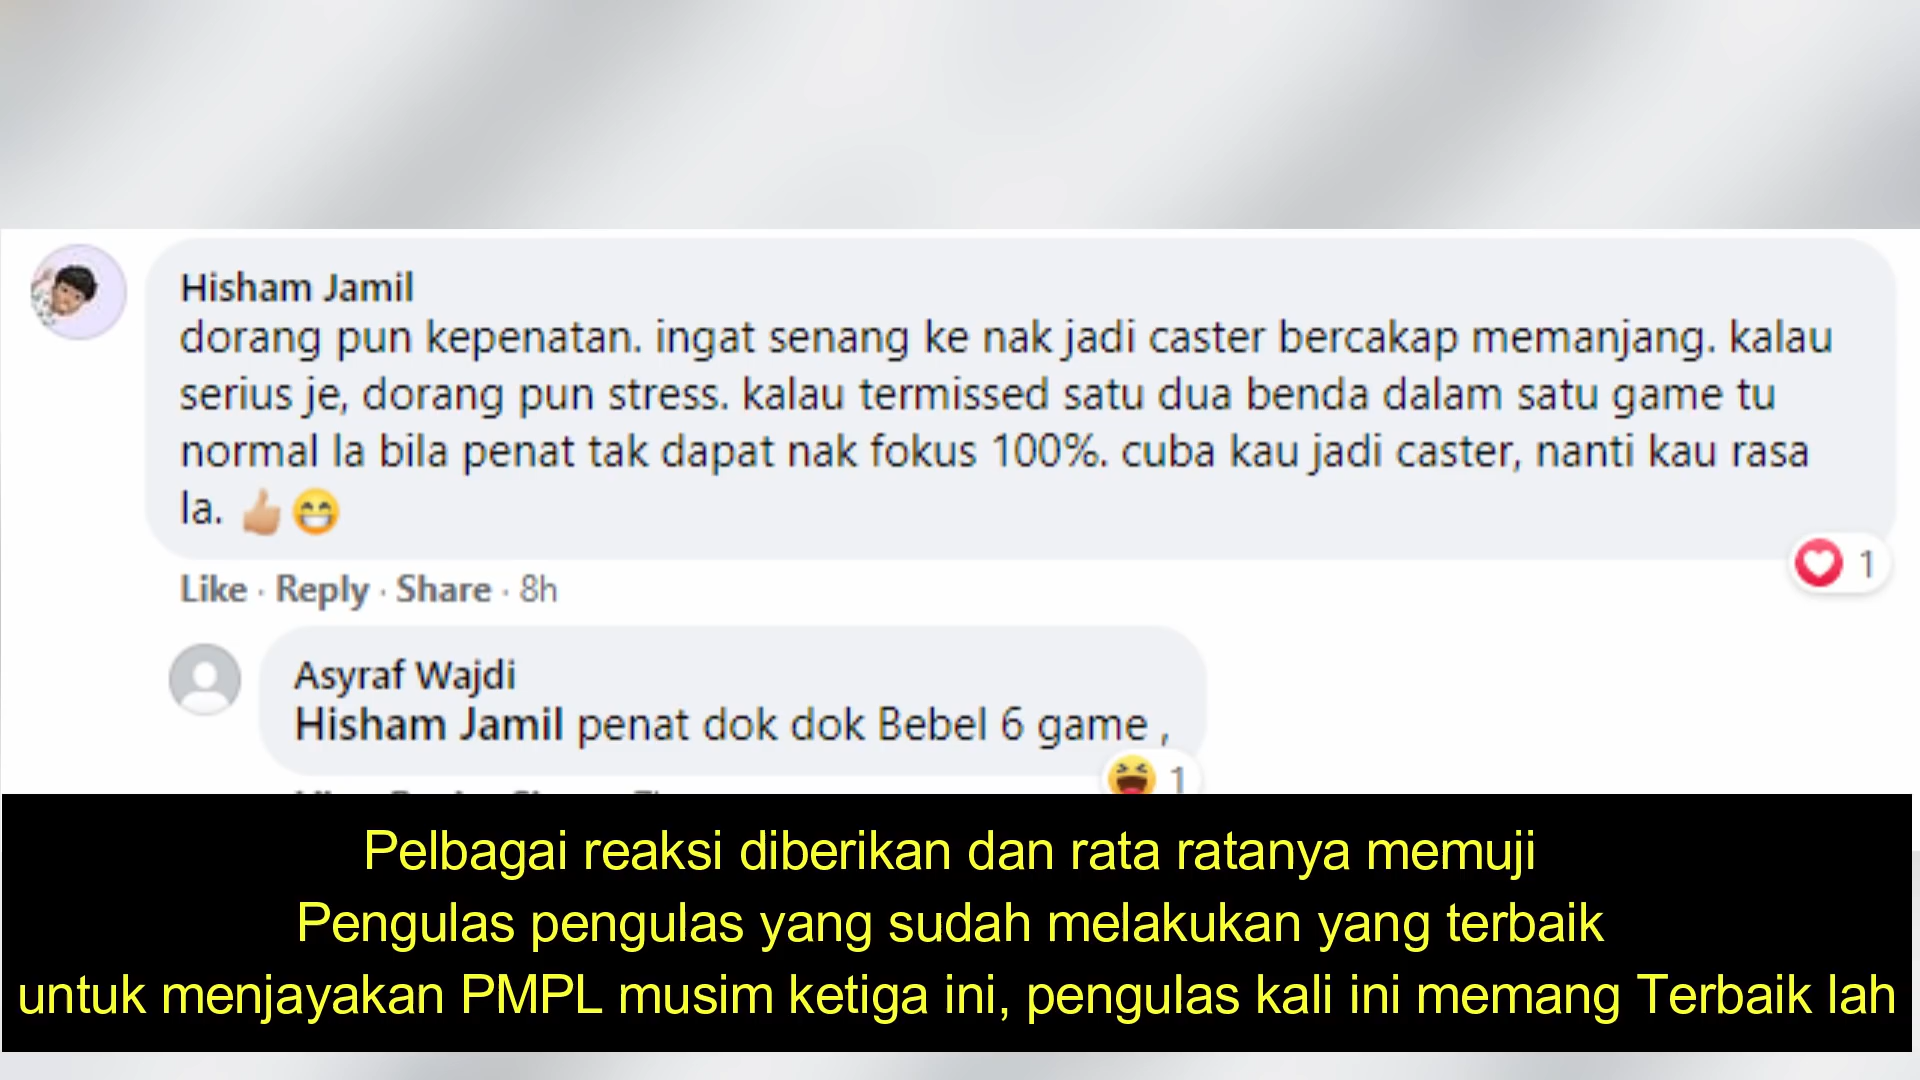 Hisham Jamil
dorang pun kepenatan. ingat senang ke nak jadi caster bercakap memanjang. kalau
serius je, dorang pun stress. kalau termissed satu dua benda dalam satu game tu
normal la bila penat tak dapat nak fokus 100%. cuba kau jadi caster, nanti kau rasa
la. 👍🏼😁
1
Like · Reply · Share · 8h
Asyraf Wajdi
Hisham Jamil penat dok dok Bebel 6 game ,
1
Pelbagai reaksi diberikan dan rata ratanya memuji
Pengulas pengulas yang sudah melakukan yang terbaik
untuk menjayakan PMPL musim ketiga ini, pengulas kali ini memang Terbaik lah